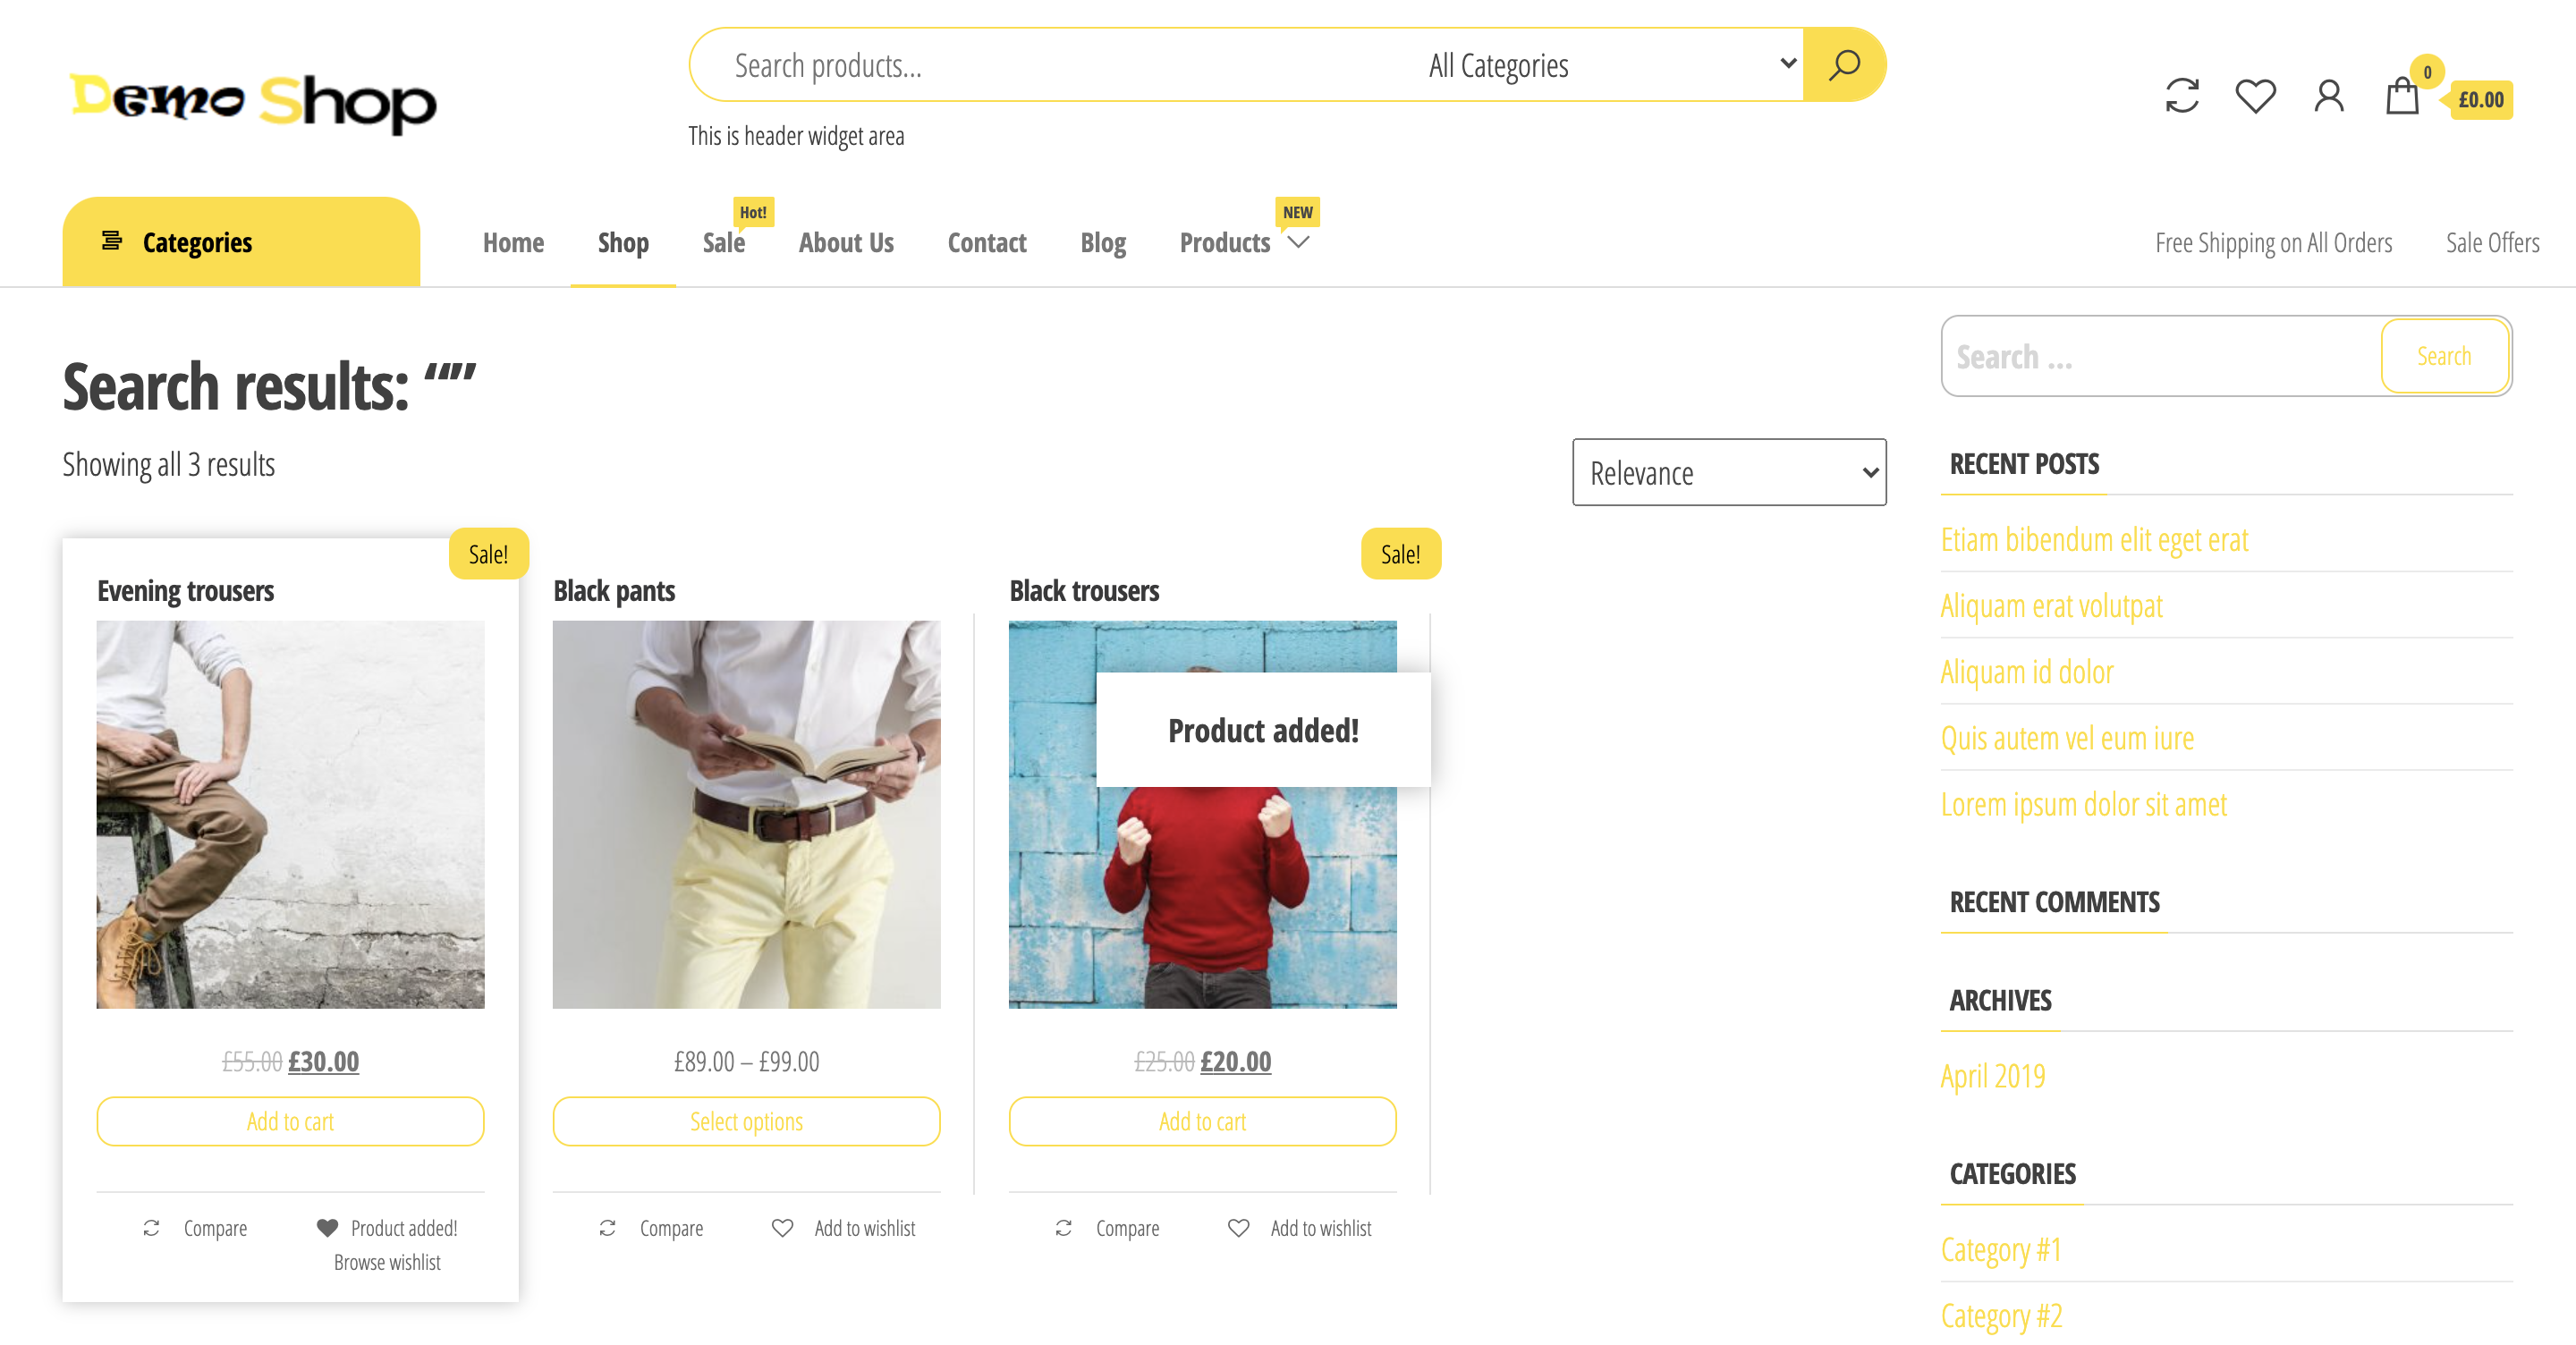 Demo Shop
Search products...
All Categories
0
£0.00
This is header widget area
Categories
Home
Shop
Sale
Hot!
About Us
Contact
Blog
Products
NEW
Free Shipping on All Orders
Sale Offers
Search results: “”
Showing all 3 results
Relevance
Sale!
Evening trousers
£55.00 £30.00
Add to cart
Compare
Product added!
Browse wishlist
Black pants
£89.00 – £99.00
Select options
Compare
Add to wishlist
Sale!
Black trousers
Product added!
£25.00 £20.00
Add to cart
Compare
Add to wishlist
Search ...
Search
RECENT POSTS
Etiam bibendum elit eget erat
Aliquam erat volutpat
Aliquam id dolor
Quis autem vel eum iure
Lorem ipsum dolor sit amet
RECENT COMMENTS
ARCHIVES
April 2019
CATEGORIES
Category #1
Category #2